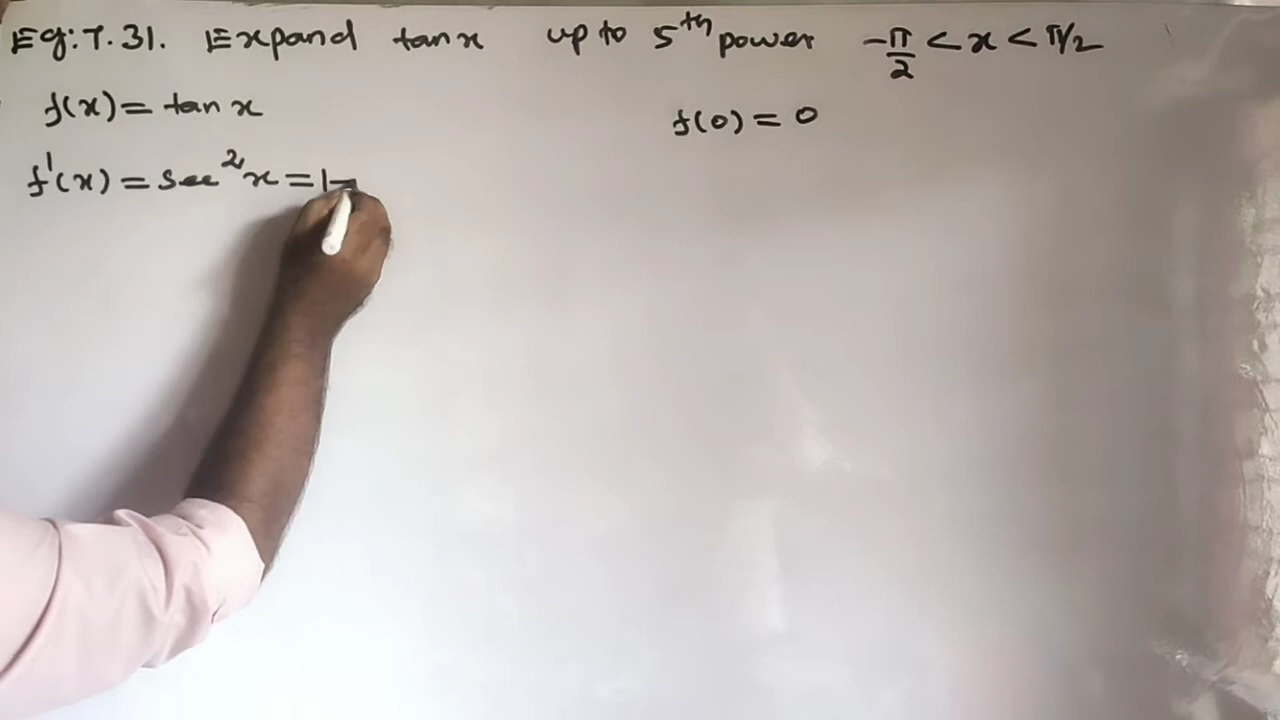 Eg: 7.31. Expand tan x up to 5th power -π/2 < x < π/2
f(x) = tan x f(0) = 0
f'(x) = sec²x = 1